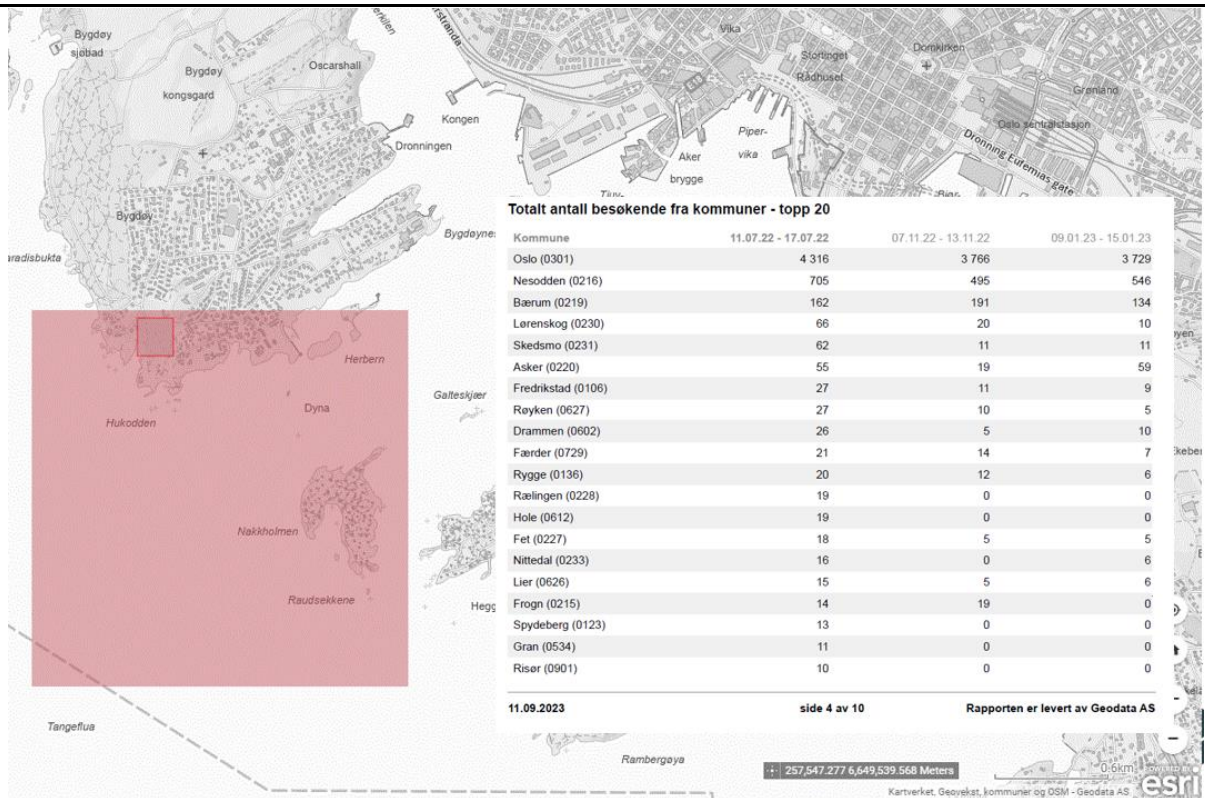 Bygdøy
sjøbad
Bygdøy
kongsgard
Oscarshall
Kongen
Dronningen
Vika
Stortinget
Rådhuset
Domkirken
Grønland
Oslo sentralstasjon
Dronning Eufemias gate
Piper-
vika
Aker
brygge
Bygdøy
Herbern
Dyna
Galteskjær
Hukodden
Nakkholmen
Raudsekkene
Tangeflua
Rambergøya
Totalt antall besøkende fra kommuner - topp 20
Kommune 11.07.22 - 17.07.22 07.11.22 - 13.11.22 09.01.23 - 15.01.23
Oslo (0301) 4 316 3 766 3 729
Nesodden (0216) 705 495 546
Bærum (0219) 162 191 134
Lørenskog (0230) 66 20 10
Skedsmo (0231) 62 11 11
Asker (0220) 55 19 59
Fredrikstad (0106) 27 11 9
Røyken (0627) 27 10 5
Drammen (0602) 26 5 10
Færder (0729) 21 14 7
Rygge (0136) 20 12 6
Rælingen (0228) 19 0 0
Hole (0612) 19 0 0
Fet (0227) 18 5 5
Nittedal (0233) 16 0 6
Lier (0626) 15 5 6
Frogn (0215) 14 19 0
Spydeberg (0123) 13 0 0
Gran (0534) 11 0 0
Risør (0901) 10 0 0
11.09.2023 side 4 av 10 Rapporten er levert av Geodata AS
257,547.277 6,649,539.568 Meters
0.6km
Kartverket, Geovekst, kommuner og OSM - Geodata AS
POWERED BY
esri